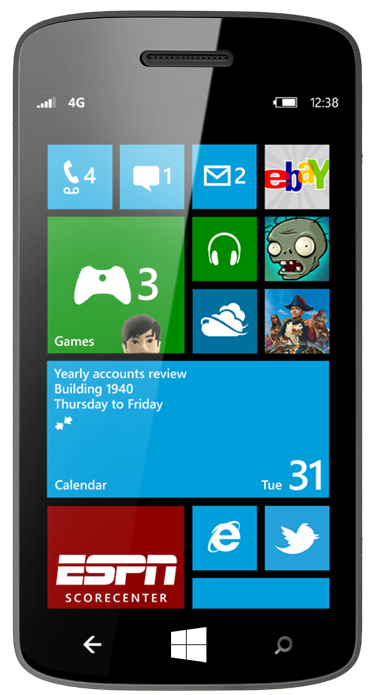 4G
12:38
4
1
2
ebaY
3
Games
Yearly accounts review
Building 1940
Thursday to Friday
Calendar
Tue 31
ESPN
SCORECENTER